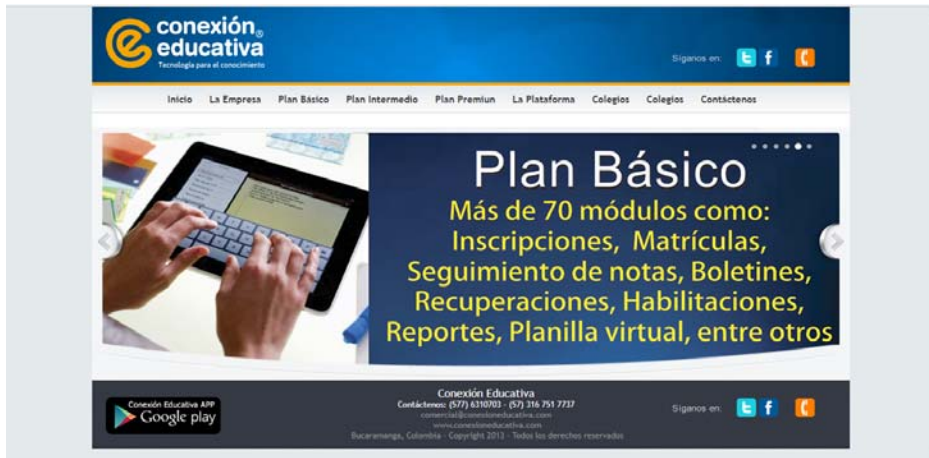 conexión®
educativa
Tecnología para el conocimiento
Síganos en:
Inicio La Empresa Plan Básico Plan Intermedio Plan Premiun La Plataforma Colegios Colegios Contáctenos
Plan Básico
Más de 70 módulos como:
Inscripciones, Matrículas,
Seguimiento de notas, Boletines,
Recuperaciones, Habilitaciones,
Reportes, Planilla virtual, entre otros
Conexión Educativa APP
Google play
Conexión Educativa
Contáctenos: (577) 6310703 - (57) 316 751 7737
comercial@conexioneducativa.com
www.conexioneducativa.com
Bucaramanga, Colombia - Copyright 2013 - Todos los derechos reservados
Síganos en: